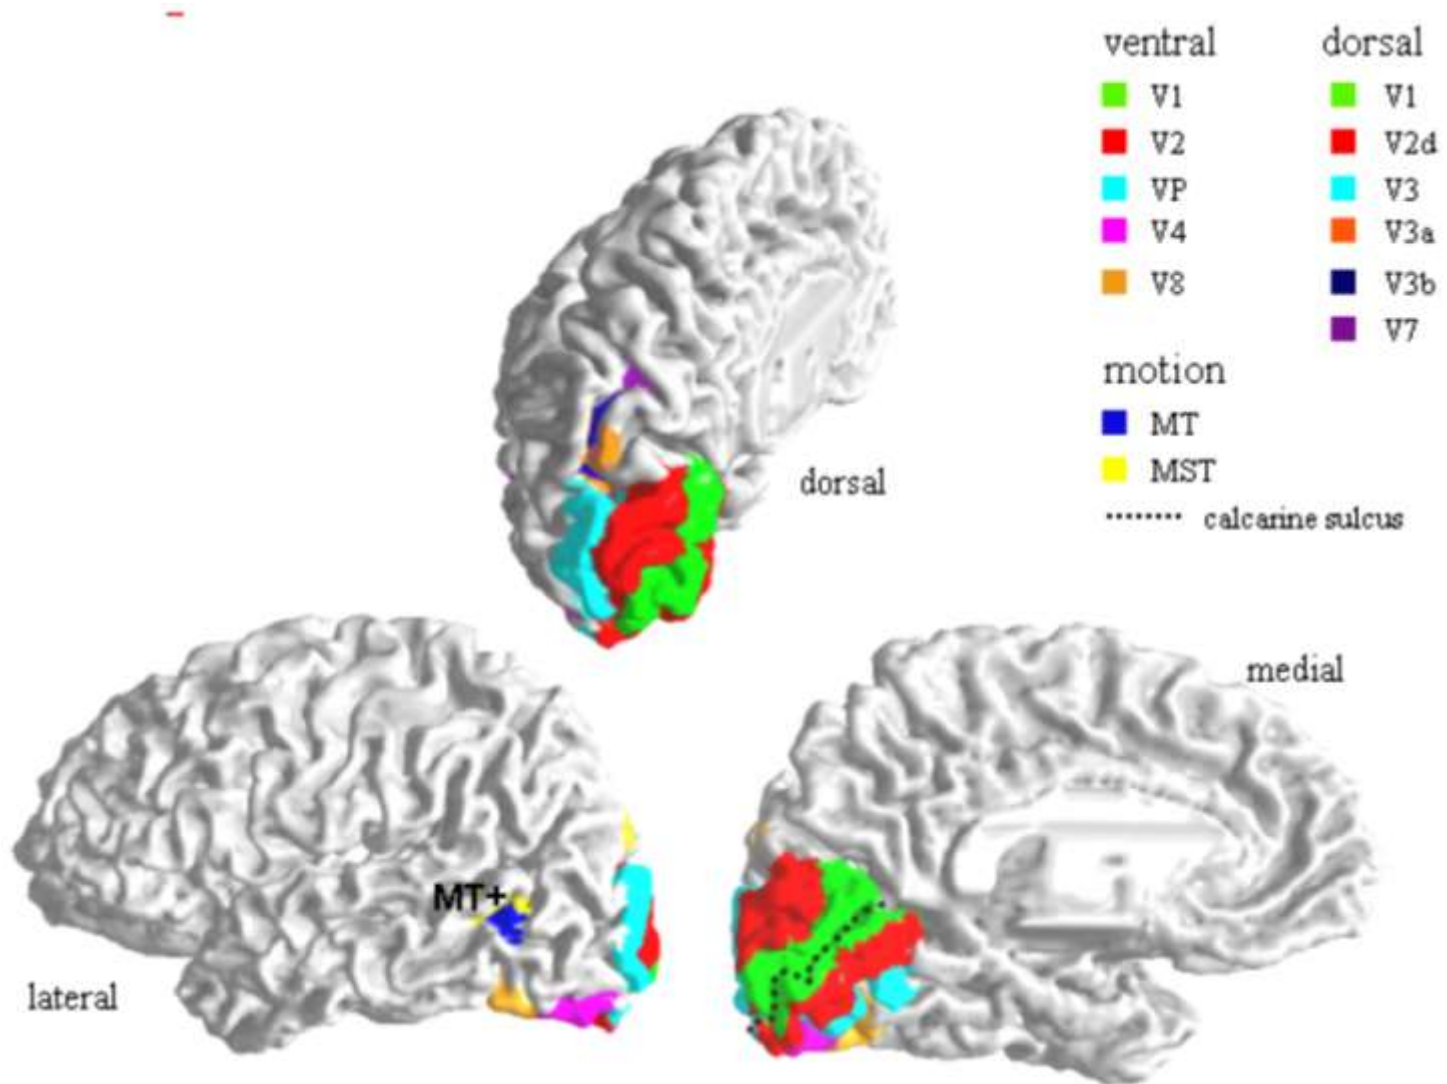 ventral dorsal
V1 V1
V2 V2d
VP V3
V4 V3a
V8 V3b
V7
motion
MT
MST
calcarine sulcus
dorsal
medial
MT+
lateral